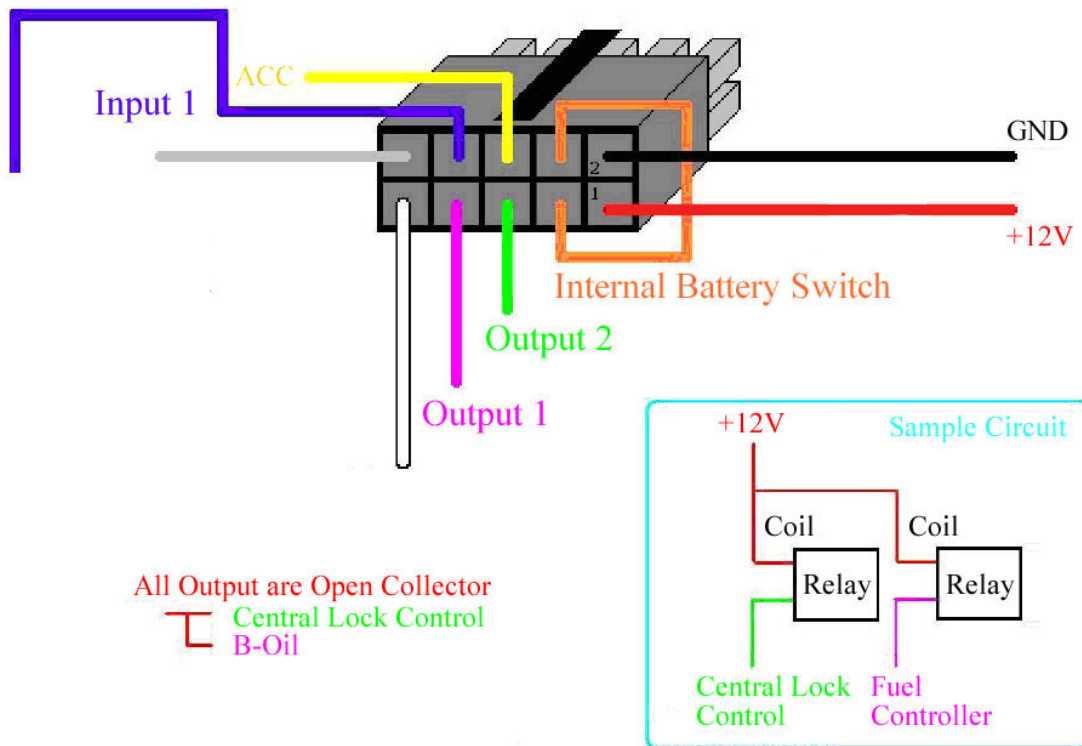 ACC
Input 1
GND
2
1
+12V
Internal Battery Switch
Output 2
Output 1
+12V
Sample Circuit
Coil
Coil
Relay
Relay
All Output are Open Collector
Central Lock Control
B-Oil
Central Lock
Control
Fuel
Controller